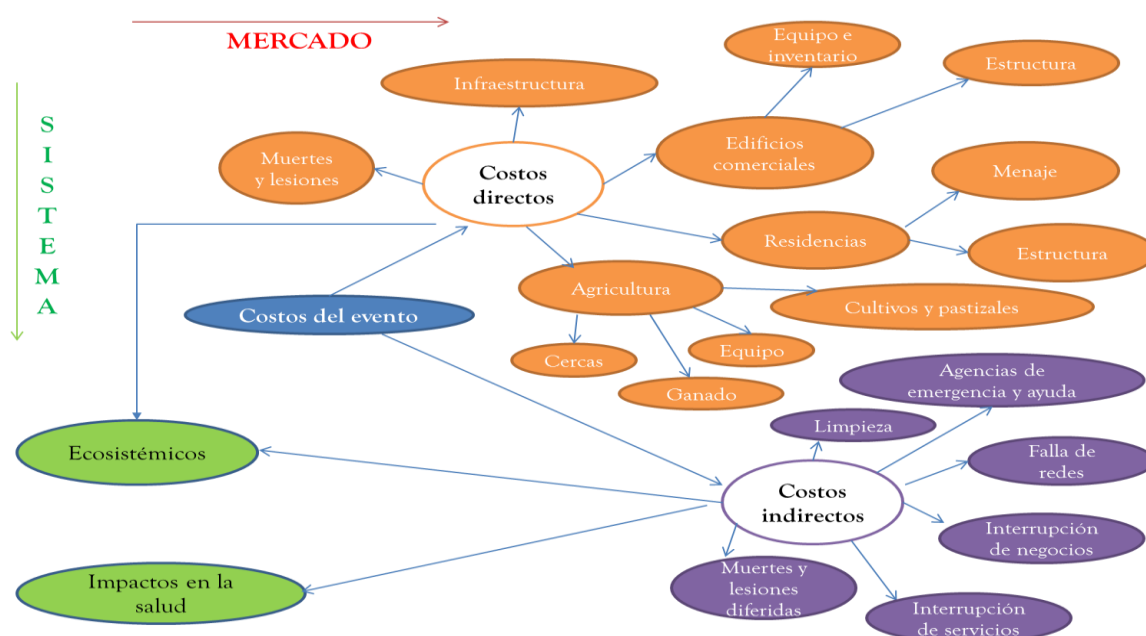 MERCADO
SISTEMA
Equipo e
inventario
Estructura
Infraestructura
Edificios
comerciales
Muertes
y lesiones
Costos
directos
Menaje
Residencias
Estructura
Agricultura
Cultivos y pastizales
Costos del evento
Cercas
Equipo
Ganado
Agencias de
emergencia y ayuda
Limpieza
Ecosistémicos
Falla de
redes
Costos
indirectos
Interrupción
de negocios
Impactos en la
salud
Muertes y
lesiones
diferidas
Interrupción
de servicios